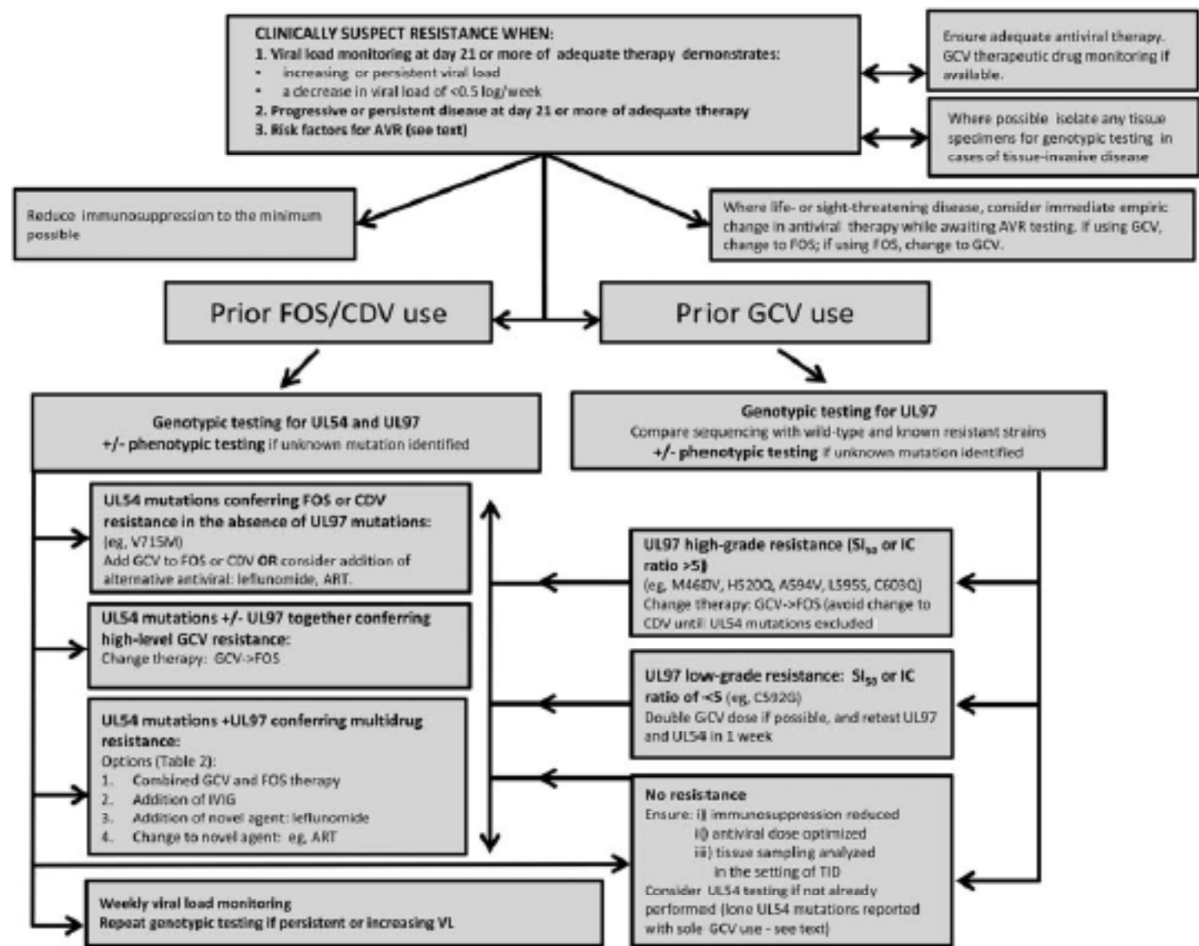 CLINICALLY SUSPECT RESISTANCE WHEN:
1. Viral load monitoring at day 21 or more of adequate therapy demonstrates:
• increasing or persistent viral load
• a decrease in viral load of <0.5 log/week
2. Progressive or persistent disease at day 21 or more of adequate therapy
3. Risk factors for AVR (see text)
Ensure adequate antiviral therapy.
GCV therapeutic drug monitoring if
available.
Where possible isolate any tissue
specimens for genotypic testing in
cases of tissue-invasive disease
Reduce immunosuppression to the minimum
possible
Where life- or sight-threatening disease, consider immediate empiric
change in antiviral therapy while awaiting AVR testing. If using GCV,
change to FOS; if using FOS, change to GCV.
Prior FOS/CDV use
Prior GCV use
Genotypic testing for UL54 and UL97
+/- phenotypic testing if unknown mutation identified
Genotypic testing for UL97
Compare sequencing with wild-type and known resistant strains
+/- phenotypic testing if unknown mutation identified
UL54 mutations conferring FOS or CDV
resistance in the absence of UL97 mutations:
(eg, V715M)
Add GCV to FOS or CDV OR consider addition of
alternative antiviral: leflunomide, ART.
UL54 mutations +/- UL97 together conferring
high-level GCV resistance:
Change therapy: GCV->FOS
UL54 mutations +UL97 conferring multidrug
resistance:
Options (Table 2):
1. Combined GCV and FOS therapy
2. Addition of IVIG
3. Addition of novel agent: leflunomide
4. Change to novel agent: eg, ART
Weekly viral load monitoring
Repeat genotypic testing if persistent or increasing VL
UL97 high-grade resistance (SI50 or IC
ratio >5)
(eg, M460V, H520Q, A594V, L595S, C603Q)
Change therapy: GCV->FOS (avoid change to
CDV until UL54 mutations excluded
UL97 low-grade resistance: SI50 or IC
ratio of <5 (eg, C592G)
Double GCV dose if possible, and retest UL97
and UL54 in 1 week
No resistance
Ensure: i) immunosuppression reduced
ii) antiviral dose optimized
iii) tissue sampling analyzed
in the setting of TID
Consider UL54 testing if not already
performed (lone UL54 mutations reported
with sole GCV use - see text)